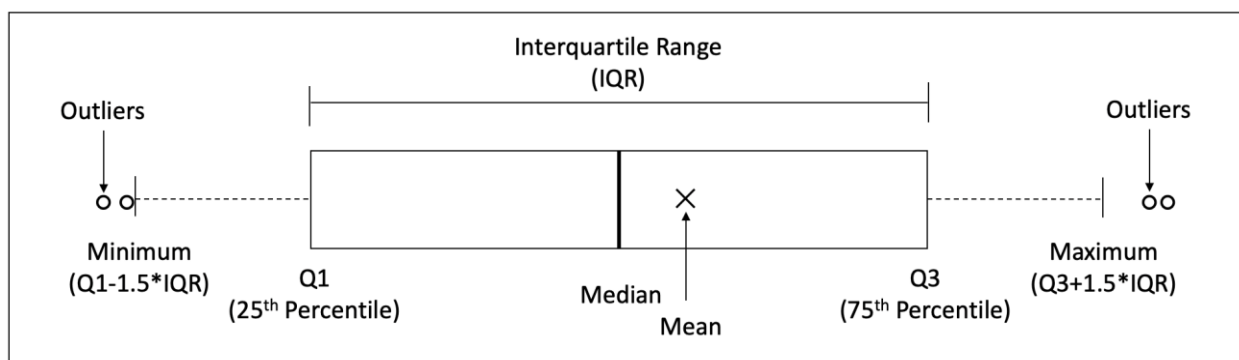 Interquartile Range
(IQR)
Outliers
Outliers
Minimum
(Q1-1.5*IQR)
Q1
(25th Percentile)
Median
Mean
Q3
(75th Percentile)
Maximum
(Q3+1.5*IQR)